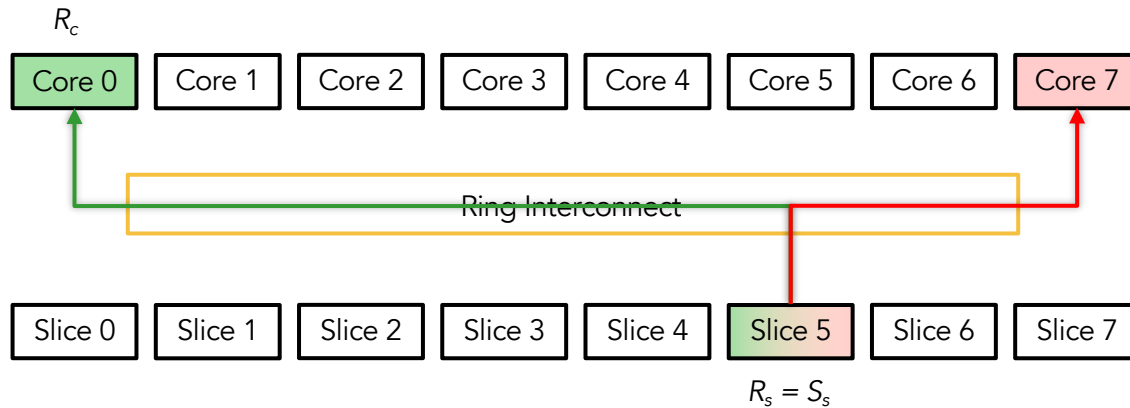 R_c
Core 0 Core 1 Core 2 Core 3 Core 4 Core 5 Core 6 Core 7
Ring Interconnect
Slice 0 Slice 1 Slice 2 Slice 3 Slice 4 Slice 5 Slice 6 Slice 7
R_s = S_s